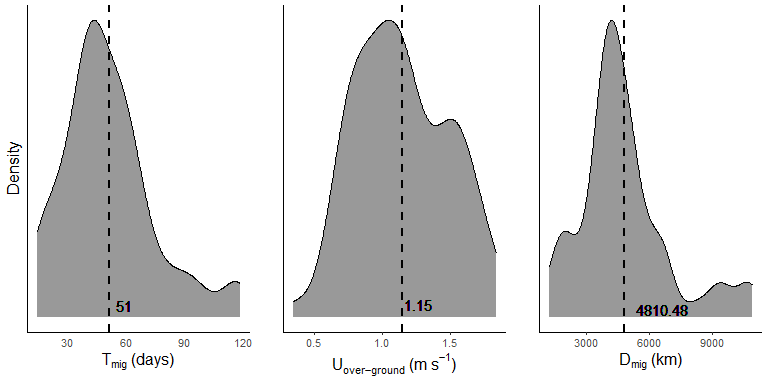 Density
51
1.15
4810.48
30 60 90 120
0.5 1.0 1.5
3000 6000 9000
Tmig (days)
Uover−ground (m s−1)
Dmig (km)